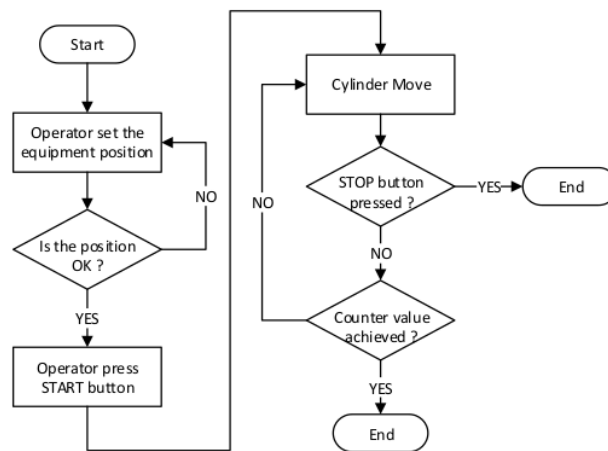 Start
Operator set the
equipment position
NO
Is the position
OK ?
YES
Operator press
START button
Cylinder Move
STOP button
pressed ?
YES
End
NO
NO
Counter value
achieved ?
YES
End